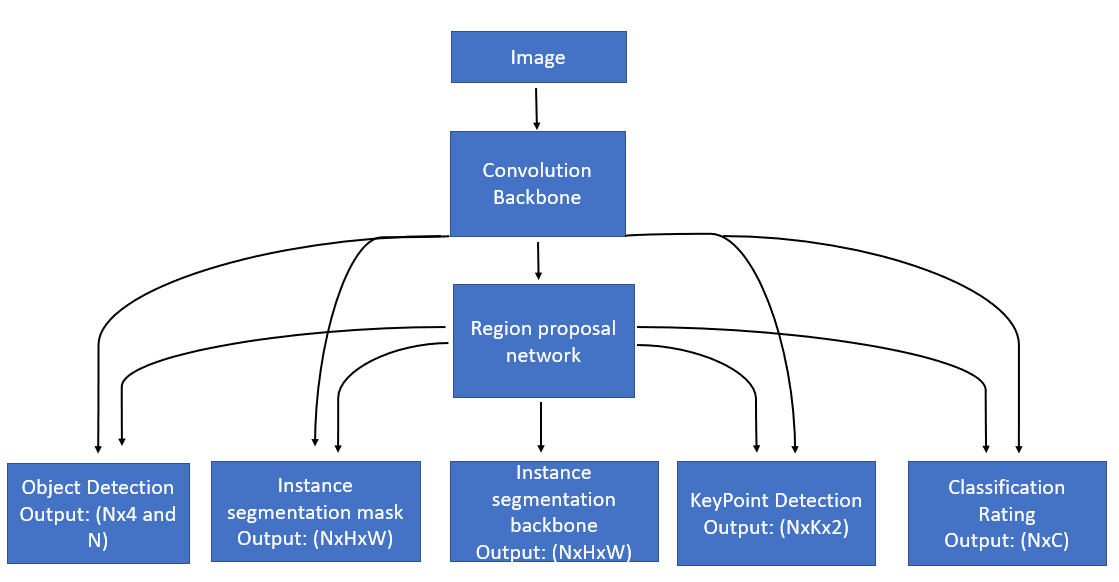 Image
Convolution
Backbone
Region proposal
network
Object Detection
Output: (Nx4 and
N)
Instance
segmentation mask
Output: (NxHxW)
Instance
segmentation
backbone
Output: (NxHxW)
KeyPoint Detection
Output: (NxKx2)
Classification
Rating
Output: (NxC)